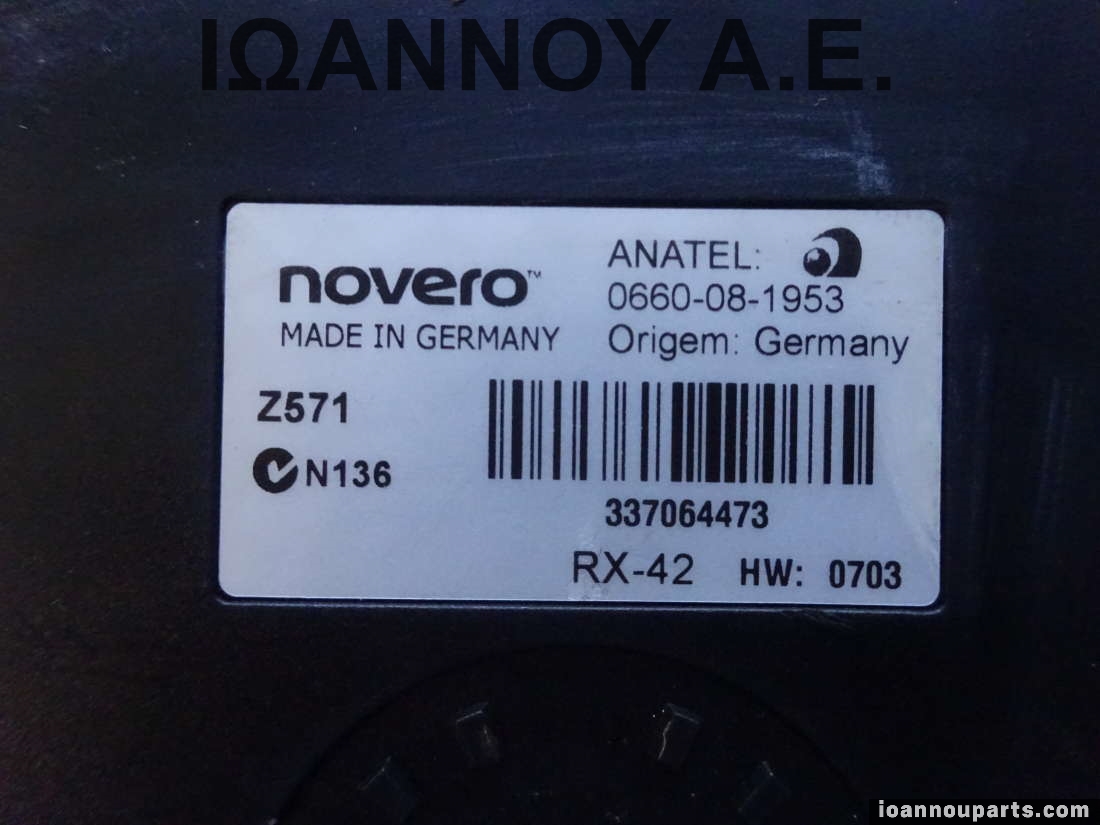 ΙΩΑΝΝΟΥ Α.Ε.
novero™
MADE IN GERMANY
ANATEL:
0660-08-1953
Origem: Germany
Z571
N136
337064473
RX-42 HW: 0703
ioannouparts.com